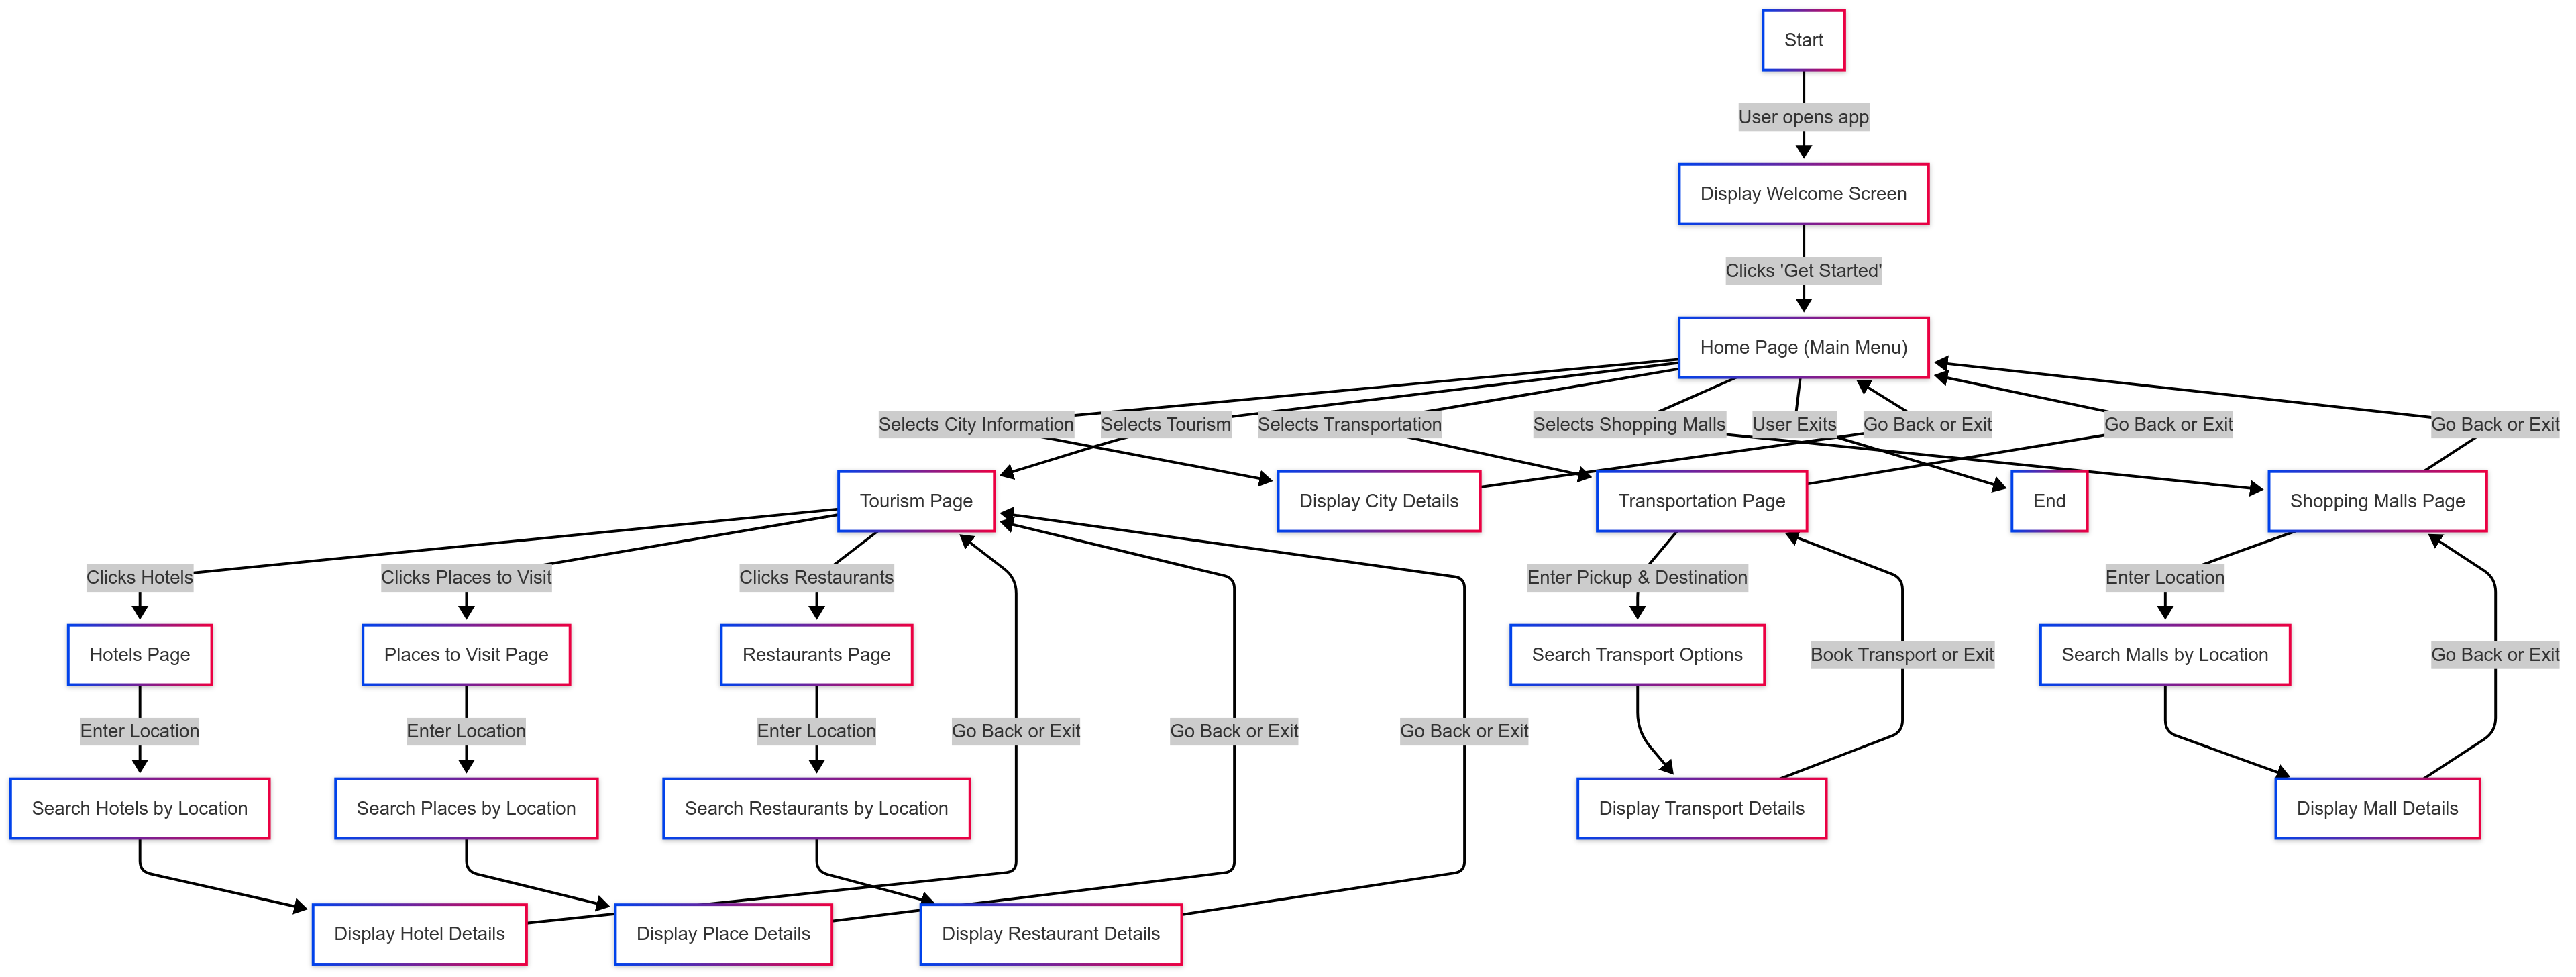 Start
User opens app
Display Welcome Screen
Clicks 'Get Started'
Home Page (Main Menu)
Selects City Information
Selects Tourism
Selects Transportation
Selects Shopping Malls
User Exits
Go Back or Exit
Go Back or Exit
Go Back or Exit
Tourism Page
Display City Details
Transportation Page
End
Shopping Malls Page
Clicks Hotels
Clicks Places to Visit
Clicks Restaurants
Enter Pickup & Destination
Enter Location
Hotels Page
Places to Visit Page
Restaurants Page
Search Transport Options
Book Transport or Exit
Search Malls by Location
Go Back or Exit
Enter Location
Enter Location
Enter Location
Go Back or Exit
Go Back or Exit
Go Back or Exit
Search Hotels by Location
Search Places by Location
Search Restaurants by Location
Display Transport Details
Display Mall Details
Display Hotel Details
Display Place Details
Display Restaurant Details